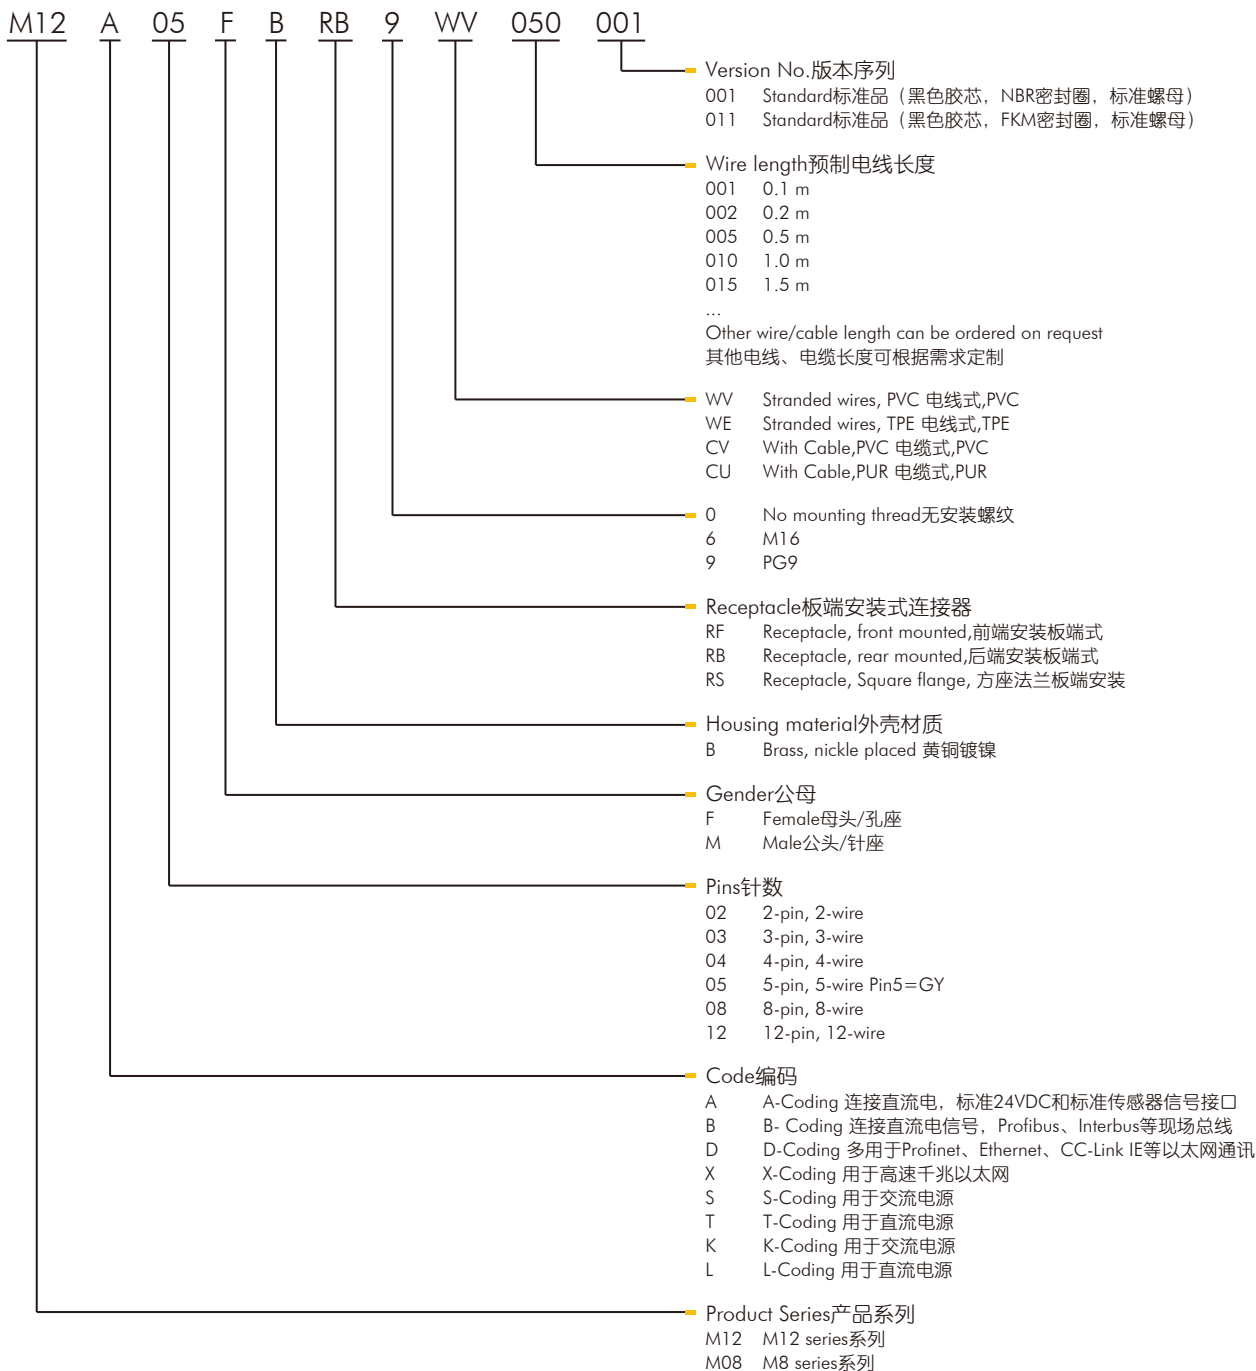 M12 A 05 F B RB 9 WV 050 001
Version No.版本序列
001 Standard标准品（黑色胶芯，NBR密封圈，标准螺母）
011 Standard标准品（黑色胶芯，FKM密封圈，标准螺母）
Wire length预制电线长度
001 0.1 m
002 0.2 m
005 0.5 m
010 1.0 m
015 1.5 m
...
Other wire/cable length can be ordered on request
其他电线、电缆长度可根据需求定制
WV Stranded wires, PVC 电线式,PVC
WE Stranded wires, TPE 电线式,TPE
CV With Cable,PVC 电缆式,PVC
CU With Cable,PUR 电缆式,PUR
0 No mounting thread无安装螺纹
6 M16
9 PG9
Receptacle板端安装式连接器
RF Receptacle, front mounted,前端安装板端式
RB Receptacle, rear mounted,后端安装板端式
RS Receptacle, Square flange, 方座法兰板端安装
Housing material外壳材质
B Brass, nickle placed 黄铜镀镍
Gender公母
F Female母头/孔座
M Male公头/针座
Pins针数
02 2-pin, 2-wire
03 3-pin, 3-wire
04 4-pin, 4-wire
05 5-pin, 5-wire Pin5=GY
08 8-pin, 8-wire
12 12-pin, 12-wire
Code编码
A A-Coding 连接直流电，标准24VDC和标准传感器信号接口
B B- Coding 连接直流电信号，Profibus、Interbus等现场总线
D D-Coding 多用于Profinet、Ethernet、CC-Link IE等以太网通讯
X X-Coding 用于高速千兆以太网
S S-Coding 用于交流电源
T T-Coding 用于直流电源
K K-Coding 用于交流电源
L L-Coding 用于直流电源
Product Series产品系列
M12 M12 series系列
M08 M8 series系列